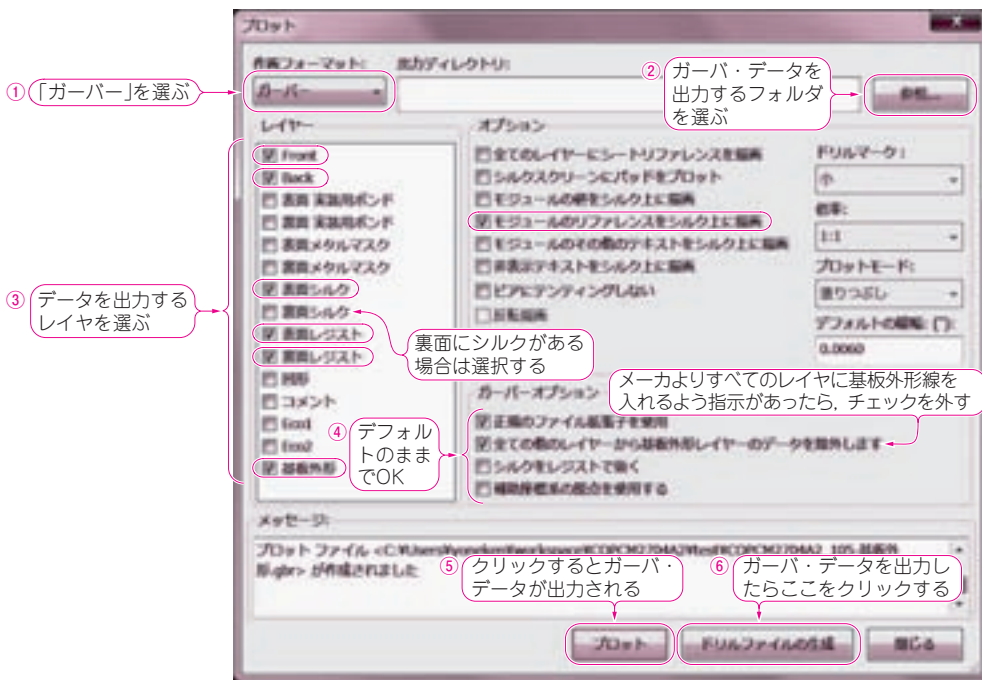 プロット
作画フォーマット: 出力ディレクトリ:
① 「ガーバー」を選ぶ
ガーバー
② ガーバ・データを
出力するフォルダ
を選ぶ
参照...
レイヤー
オプション
Front
Back
裏面 実装用ボンド
表面 実装用ボンド
裏面メタルマスク
表面メタルマスク
③ データを出力する
レイヤを選ぶ
裏面にシルクがある
場合は選択する
図形
コメント
Eco1
Eco2
基板外形
全てのレイヤーにシートリファレンスを描画
シルクスクリーンにパッドをプロット
モジュールの値をシルク上に描画
モジュールのリファレンスをシルク上に描画
モジュールのその他のテキストをシルク上に描画
非表示テキストをシルク上に描画
ビアにテンティングしない
反転描画
ドリルマーク:
小
倍率:
1:1
プロットモード:
塗りつぶし
デフォルトの線幅 ("):
0.0060
メーカよりすべてのレイヤに基板外形線を
入れるよう指示があったら,チェックを外す
ガーバーオプション
④ デフォル
トのまま
でOK
正規のファイル拡張子を使用
全ての他のレイヤーから基板外形レイヤーのデータを除外します
シルクをレジストで抜く
補助座標系の原点を使用する
メッセージ:
プロット ファイル
形.gbr> が作成されました
⑤ クリックするとガーバ・
データが出力される
⑥ ガーバ・データを出力し
たらここをクリックする
プロット
ドリルファイルの生成
閉じる